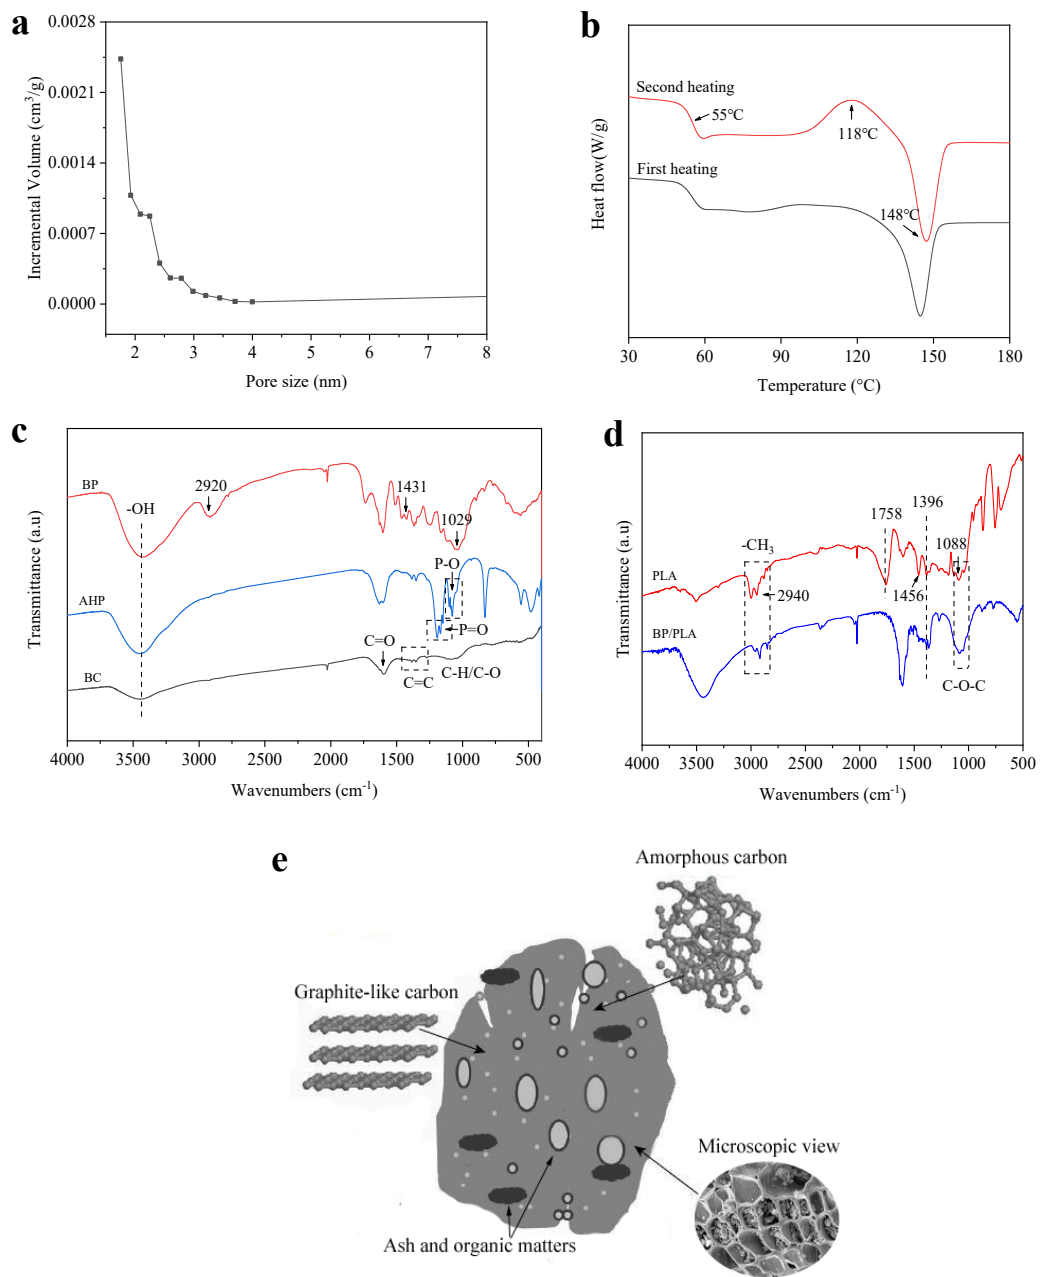 a
0.0028
0.0021
0.0014
0.0007
0.0000
Incremental Volume (cm³/g)
2 3 4 5 6 7 8
Pore size (nm)
b
Second heating
55℃
118℃
First heating
148℃
Heat flow(W/g)
30 60 90 120 150 180
Temperature (°C)
c
BP
2920
1431
-OH
1029
P-O
AHP
P=O
C=O
BC
C=C
C-H/C-O
Transmittance (a.u)
4000 3500 3000 2500 2000 1500 1000
Wavenumbers (cm⁻¹)
d
1758 1396
-CH₃
1088
PLA
2940
1456
BP/PLA
C-O-C
Transmittance (a.u)
4000 3500 3000 2500 2000 1500 1000 500
Wavenumbers (cm⁻¹)
e
Amorphous carbon
Graphite-like carbon
Microscopic view
Ash and organic matters